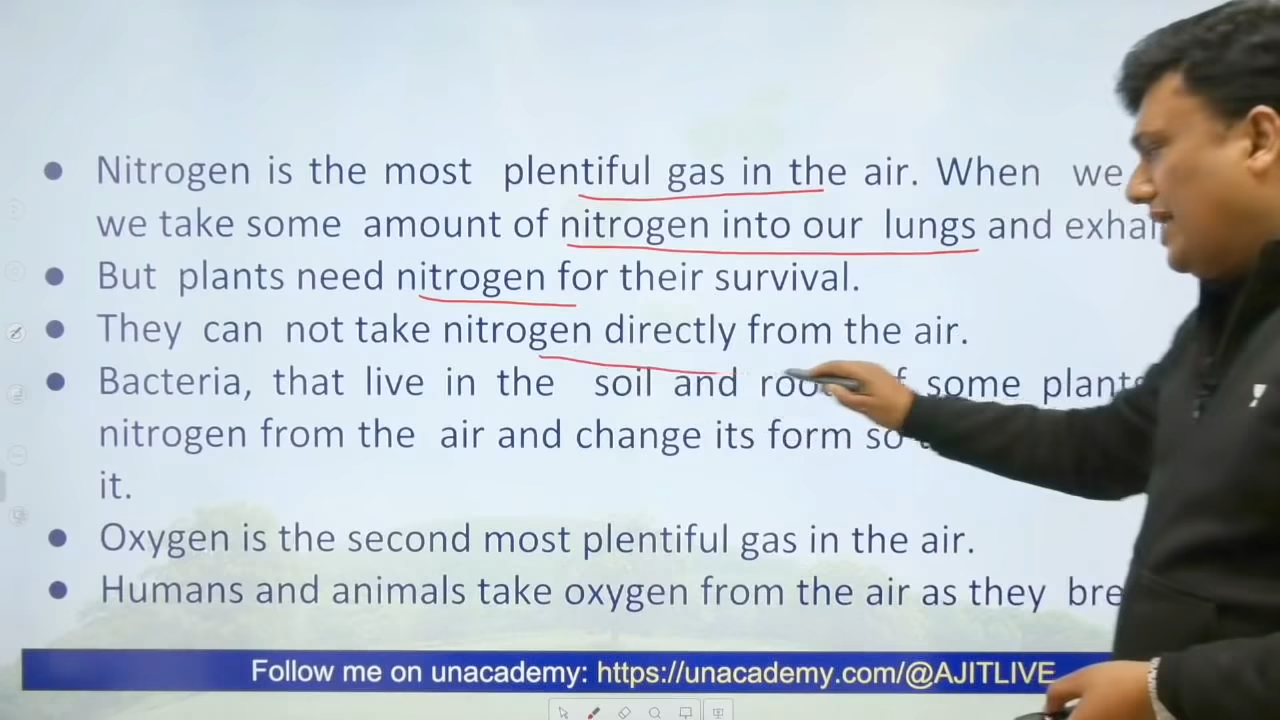 ● Nitrogen is the most plentiful gas in the air. When we
we take some amount of nitrogen into our lungs and
● But plants need nitrogen for their survival.
● They can not take nitrogen directly from the air.
● Bacteria, that live in the soil and some
nitrogen from the air and change its form so
it.
● Oxygen is the second most plentiful gas in the air.
● Humans and animals take oxygen from the air as they
Follow me on unacademy: https://unacademy.com/@AJITLIVE